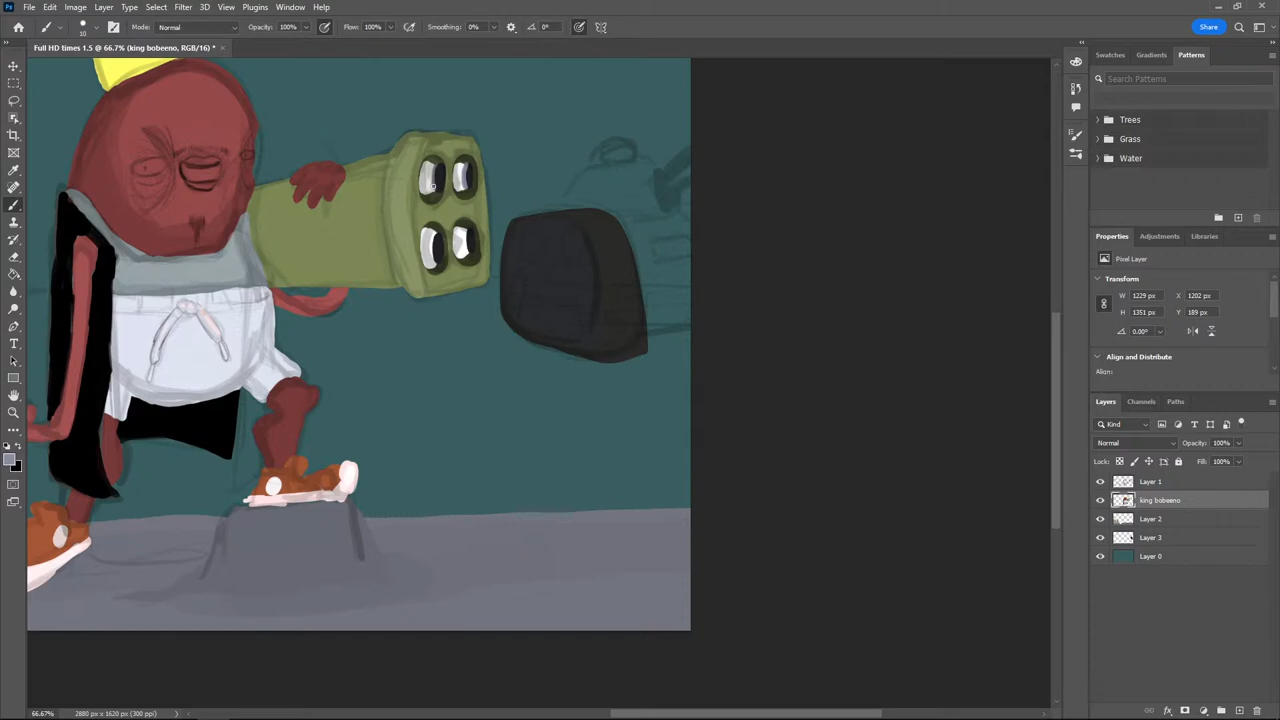 File Edit Image Layer Type Select Filter 3D View Plugins Window Help
10 Mode: Normal Opacity: 100% Flow: 100% Smoothing: 0% 0° Share
Full HD times 1.5 @ 66.7% (king bobeeno, RGB/16) *
Swatches Gradients Patterns
Search Patterns
Trees
Grass
Water
Properties Adjustments Libraries
Pixel Layer
Transform
W 1229 px X 1202 px
H 1351 px Y 189 px
0.00°
Align and Distribute
Align:
Layers Channels Paths
Kind
Normal Opacity: 100%
Lock: Fill: 100%
Layer 1
king bobeeno
Layer 2
Layer 3
Layer 0
66.67% 2880 px x 1620 px (300 ppi)